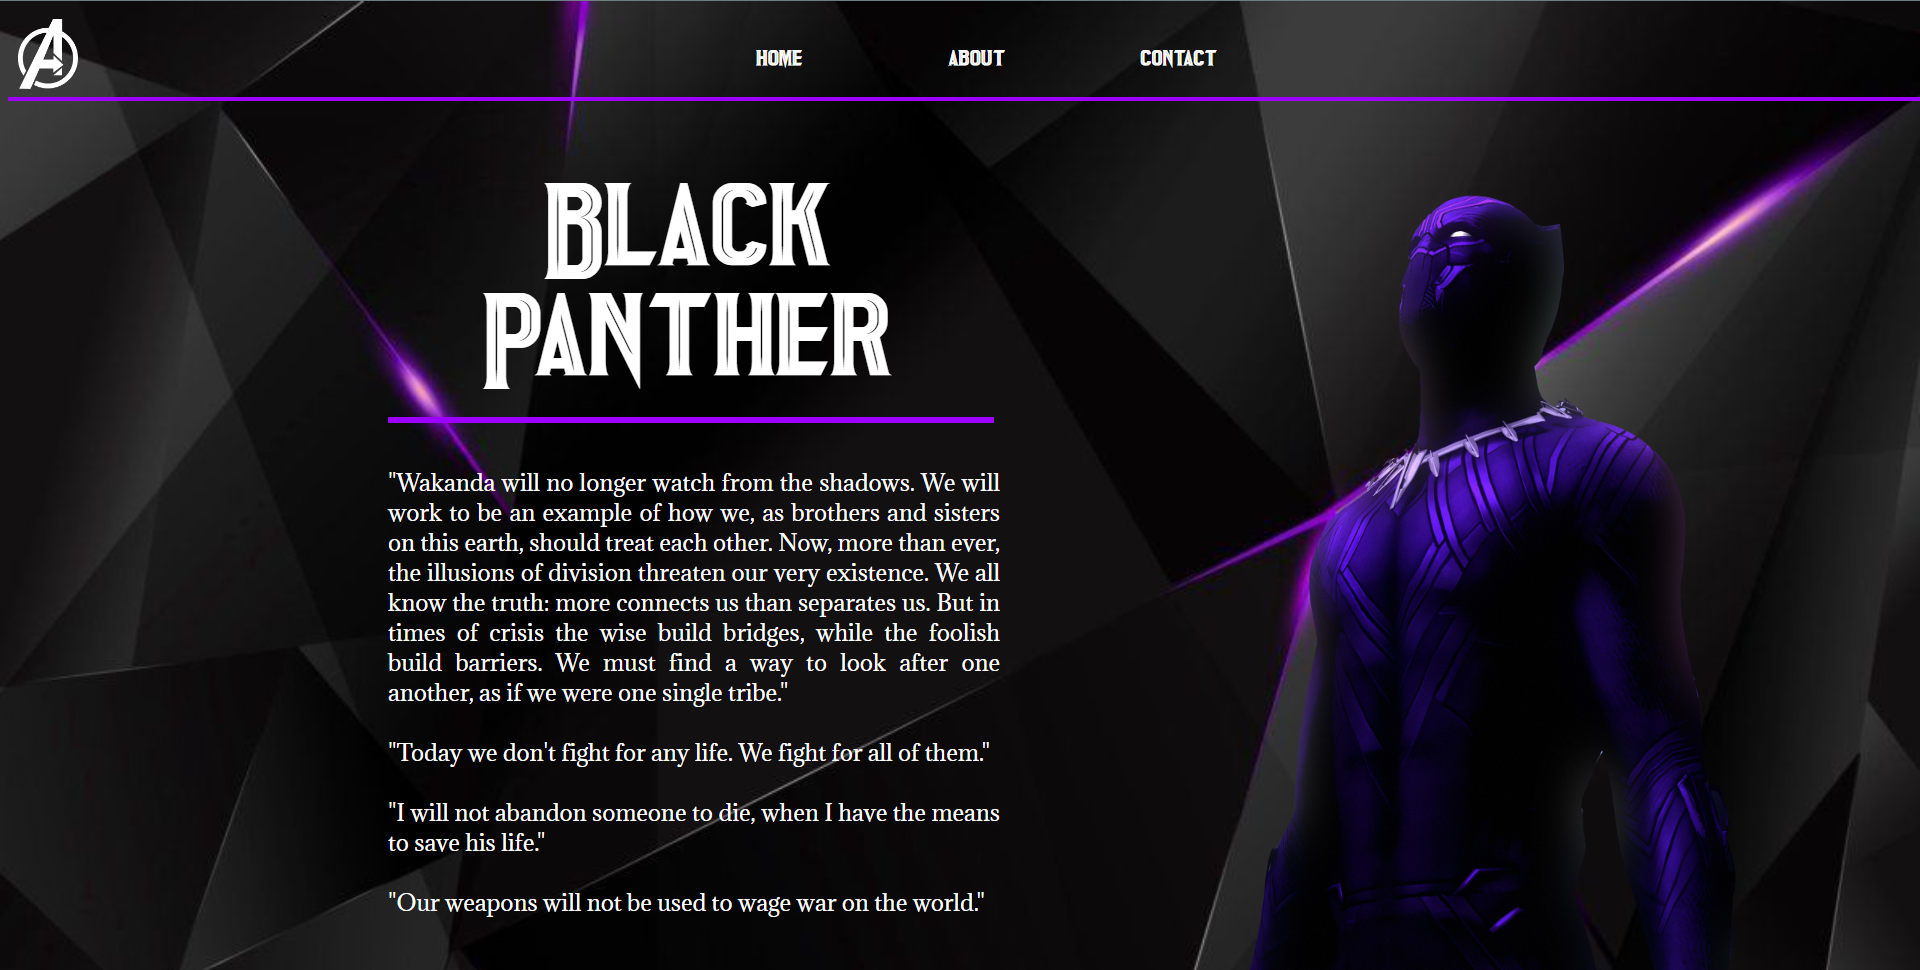 HOME ABOUT CONTACT
BLACK
PANTHER
"Wakanda will no longer watch from the shadows. We will
work to be an example of how we, as brothers and sisters
on this earth, should treat each other. Now, more than ever,
the illusions of division threaten our very existence. We all
know the truth: more connects us than separates us. But in
times of crisis the wise build bridges, while the foolish
build barriers. We must find a way to look after one
another, as if we were one single tribe."
"Today we don't fight for any life. We fight for all of them."
"I will not abandon someone to die, when I have the means
to save his life."
"Our weapons will not be used to wage war on the world."